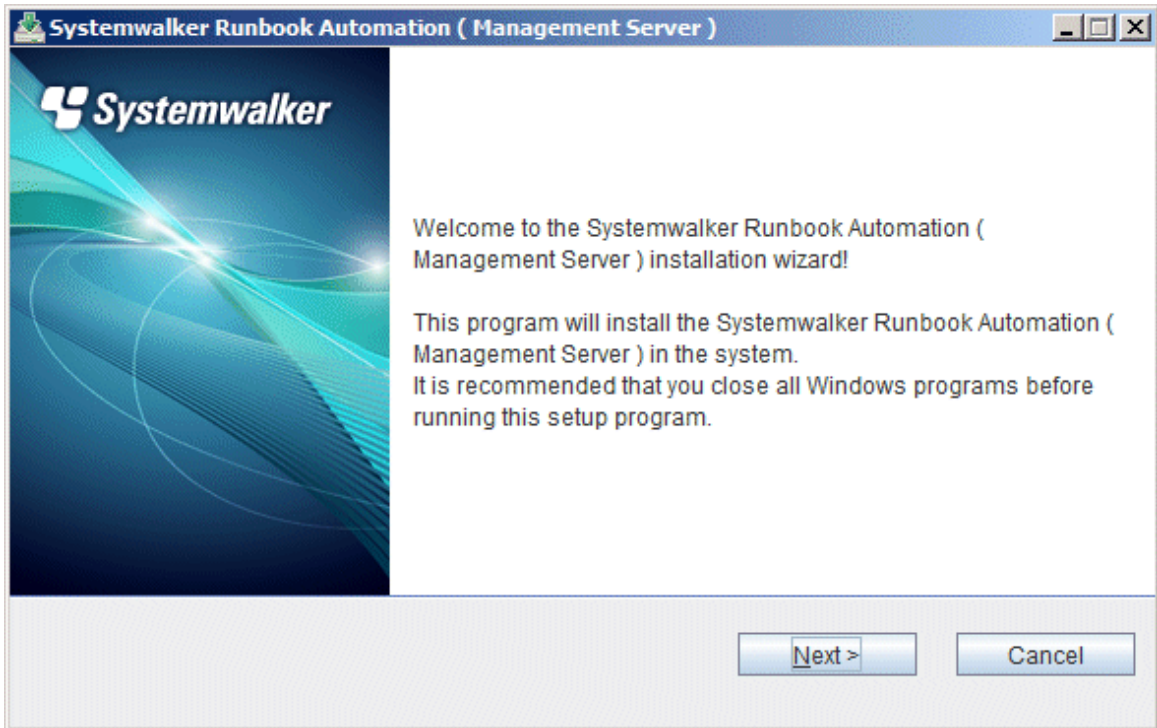 Systemwalker Runbook Automation ( Management Server )
Systemwalker
Welcome to the Systemwalker Runbook Automation (
Management Server ) installation wizard!
This program will install the Systemwalker Runbook Automation (
Management Server ) in the system.
It is recommended that you close all Windows programs before
running this setup program.
Next >
Cancel